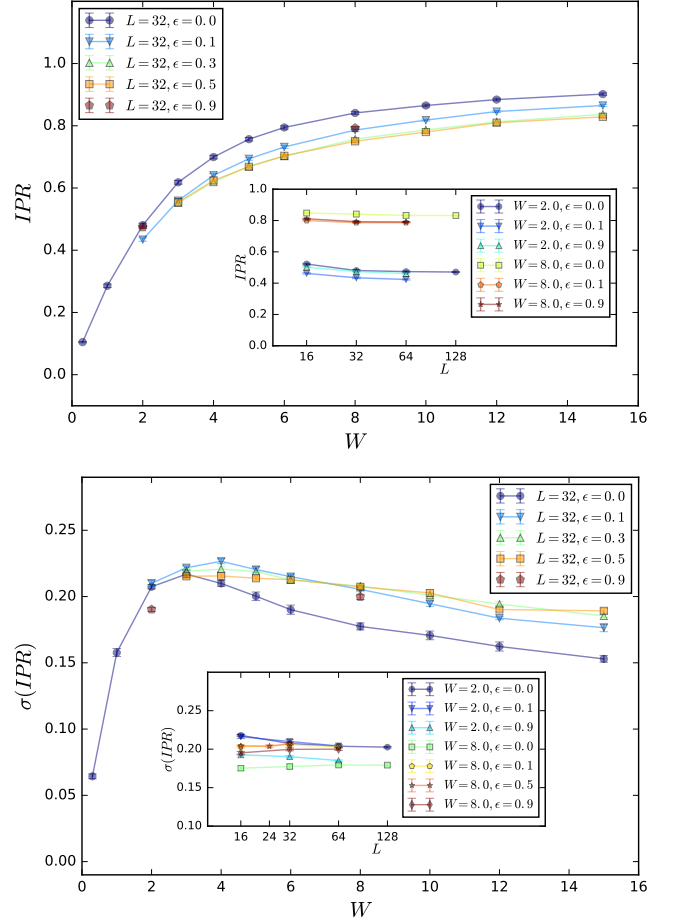 L = 32, ϵ = 0.0
L = 32, ϵ = 0.1
L = 32, ϵ = 0.3
L = 32, ϵ = 0.5
L = 32, ϵ = 0.9
1.0
0.8
0.6
0.4
0.2
0.0
IPR
0 2 4 6 8 10 12 14 16
W
1.0
0.8
0.6
0.4
0.2
0.0
IPR
16 32 64 128
L
W = 2.0, ϵ = 0.0
W = 2.0, ϵ = 0.1
W = 2.0, ϵ = 0.9
W = 8.0, ϵ = 0.0
W = 8.0, ϵ = 0.1
W = 8.0, ϵ = 0.9
L = 32, ϵ = 0.0
L = 32, ϵ = 0.1
L = 32, ϵ = 0.3
L = 32, ϵ = 0.5
L = 32, ϵ = 0.9
0.25
0.20
0.15
0.10
0.05
0.00
σ(IPR)
0 2 4 6 8 10 12 14 16
W
0.25
0.20
0.15
0.10
σ(IPR)
16 24 32 64 128
L
W = 2.0, ϵ = 0.0
W = 2.0, ϵ = 0.1
W = 2.0, ϵ = 0.9
W = 8.0, ϵ = 0.0
W = 8.0, ϵ = 0.1
W = 8.0, ϵ = 0.5
W = 8.0, ϵ = 0.9